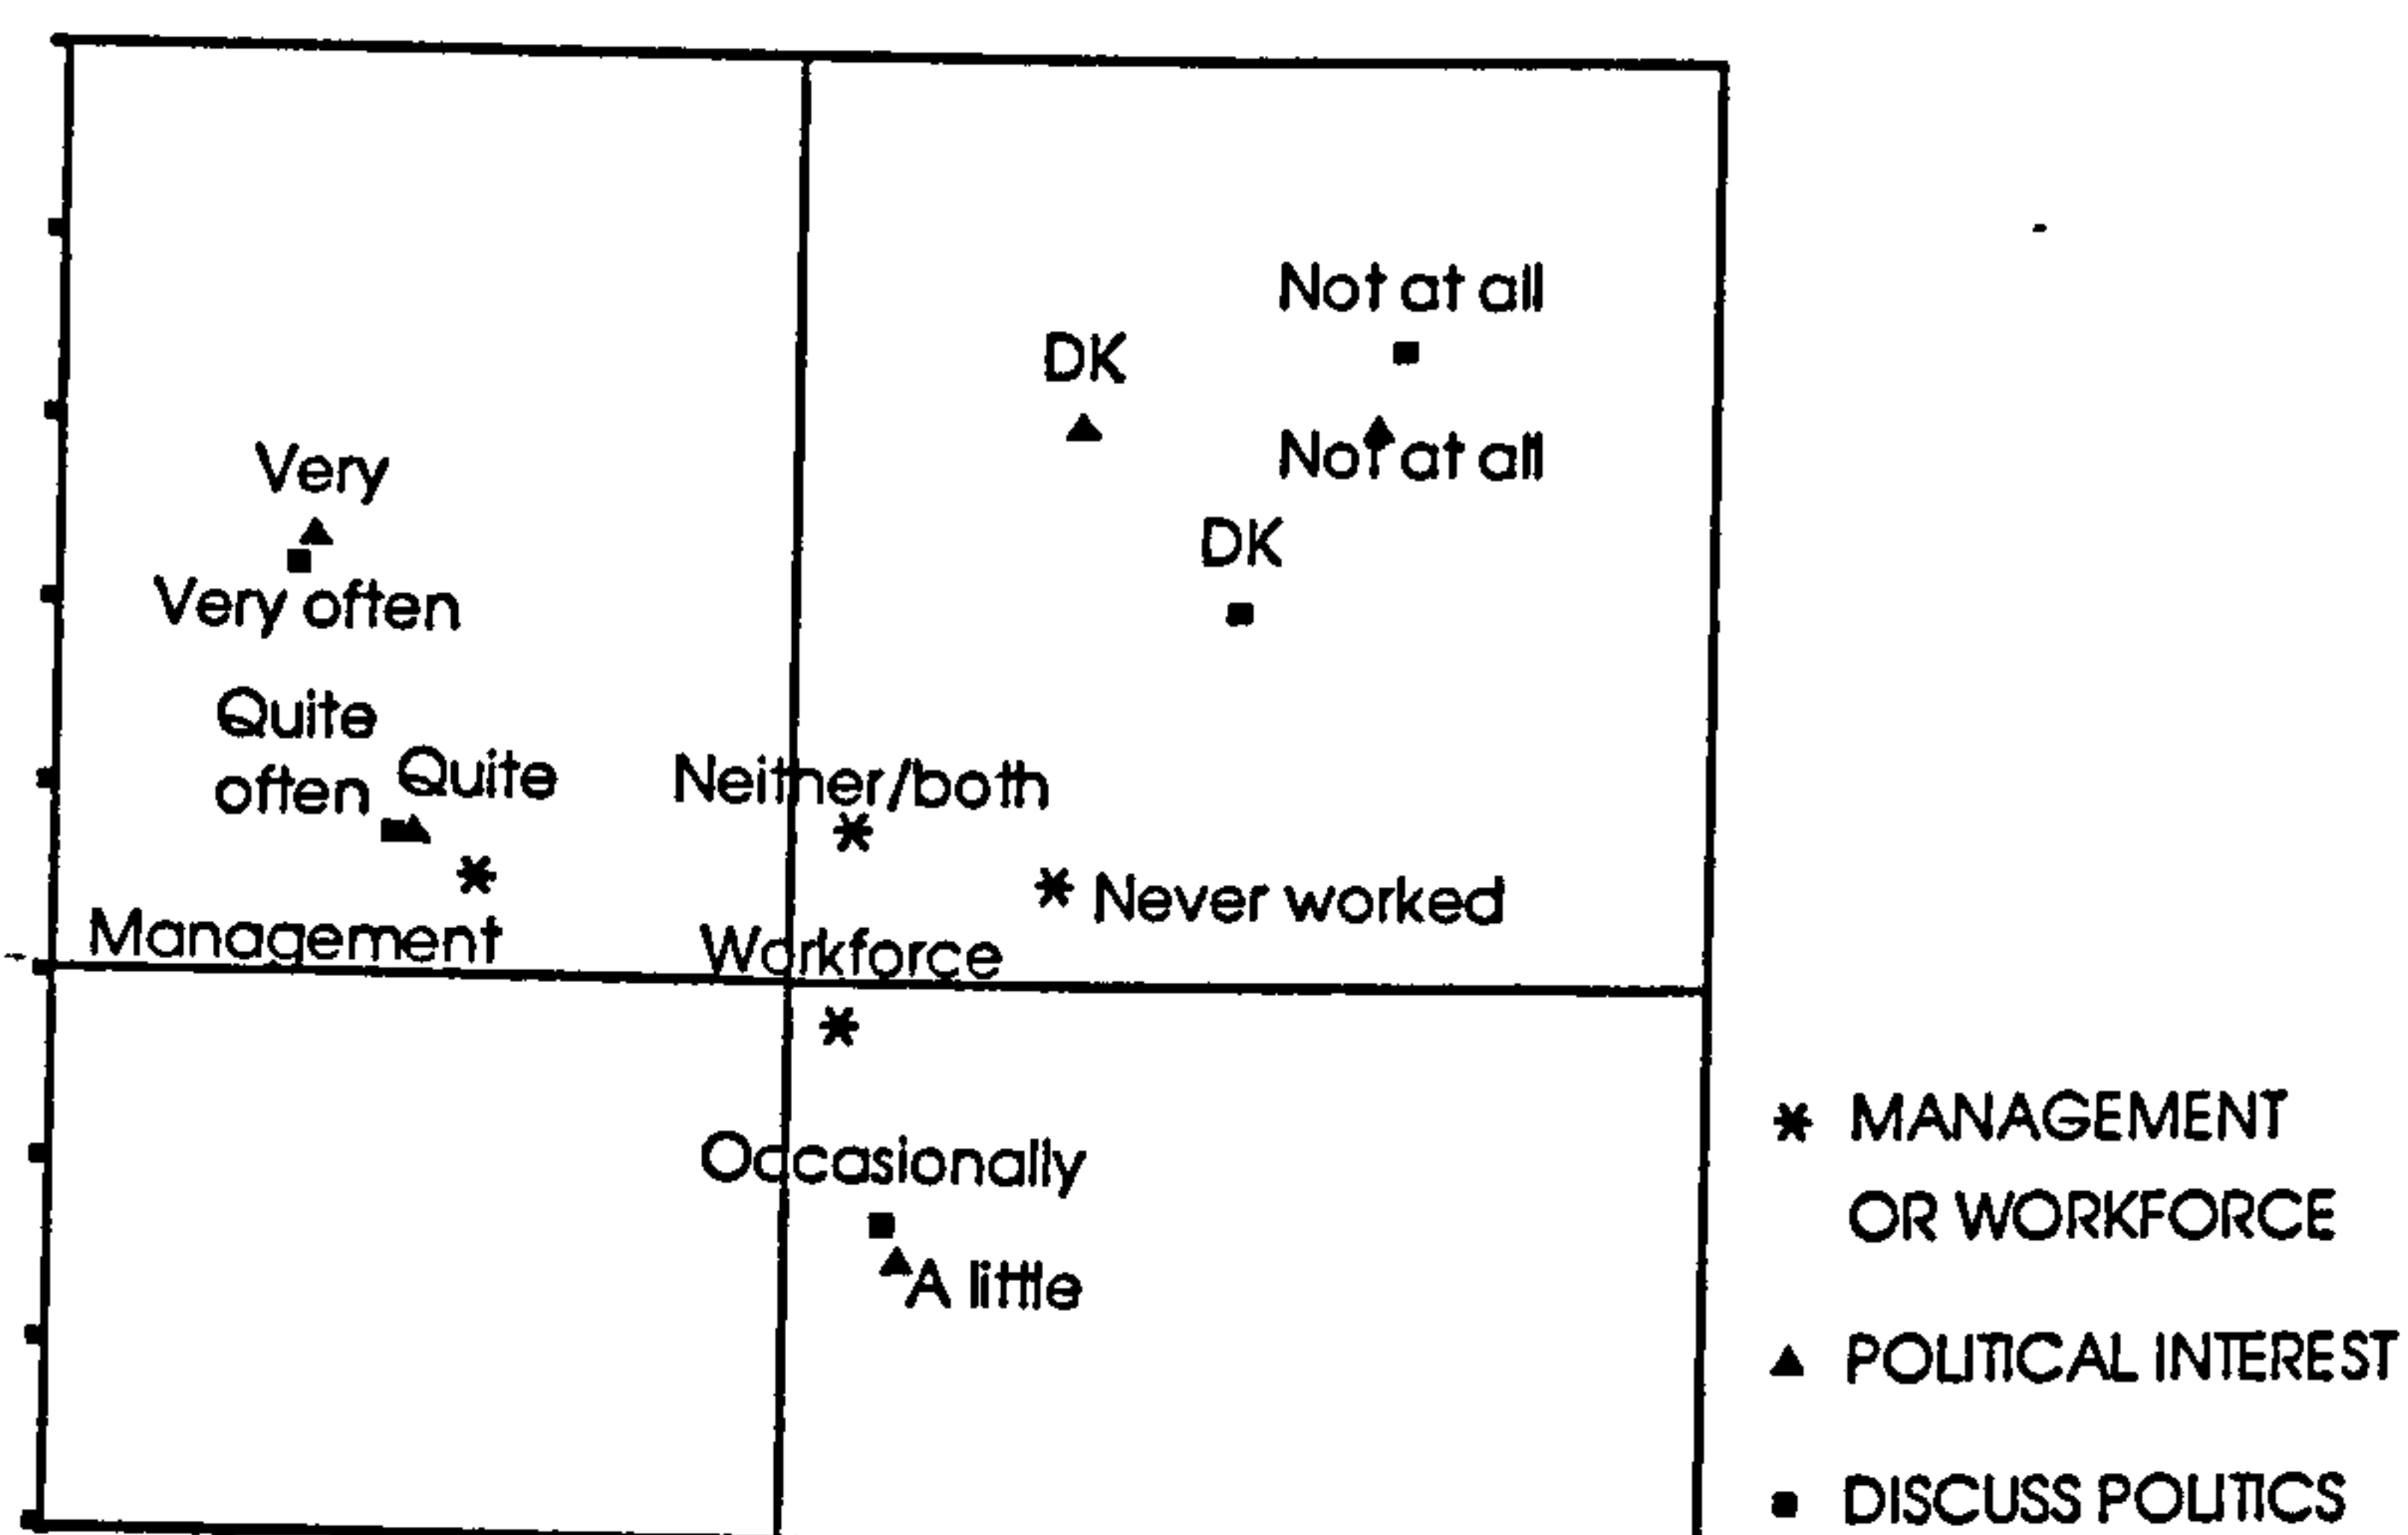 Not at all
DK
Not at all
Very
DK
Very often
Quite
often
Quite
Neither/both
Never worked
Management
Workforce
Occasionally
A little
MANAGEMENT
OR WORKFORCE
POLITICAL INTEREST
DISCUSS POLITICS